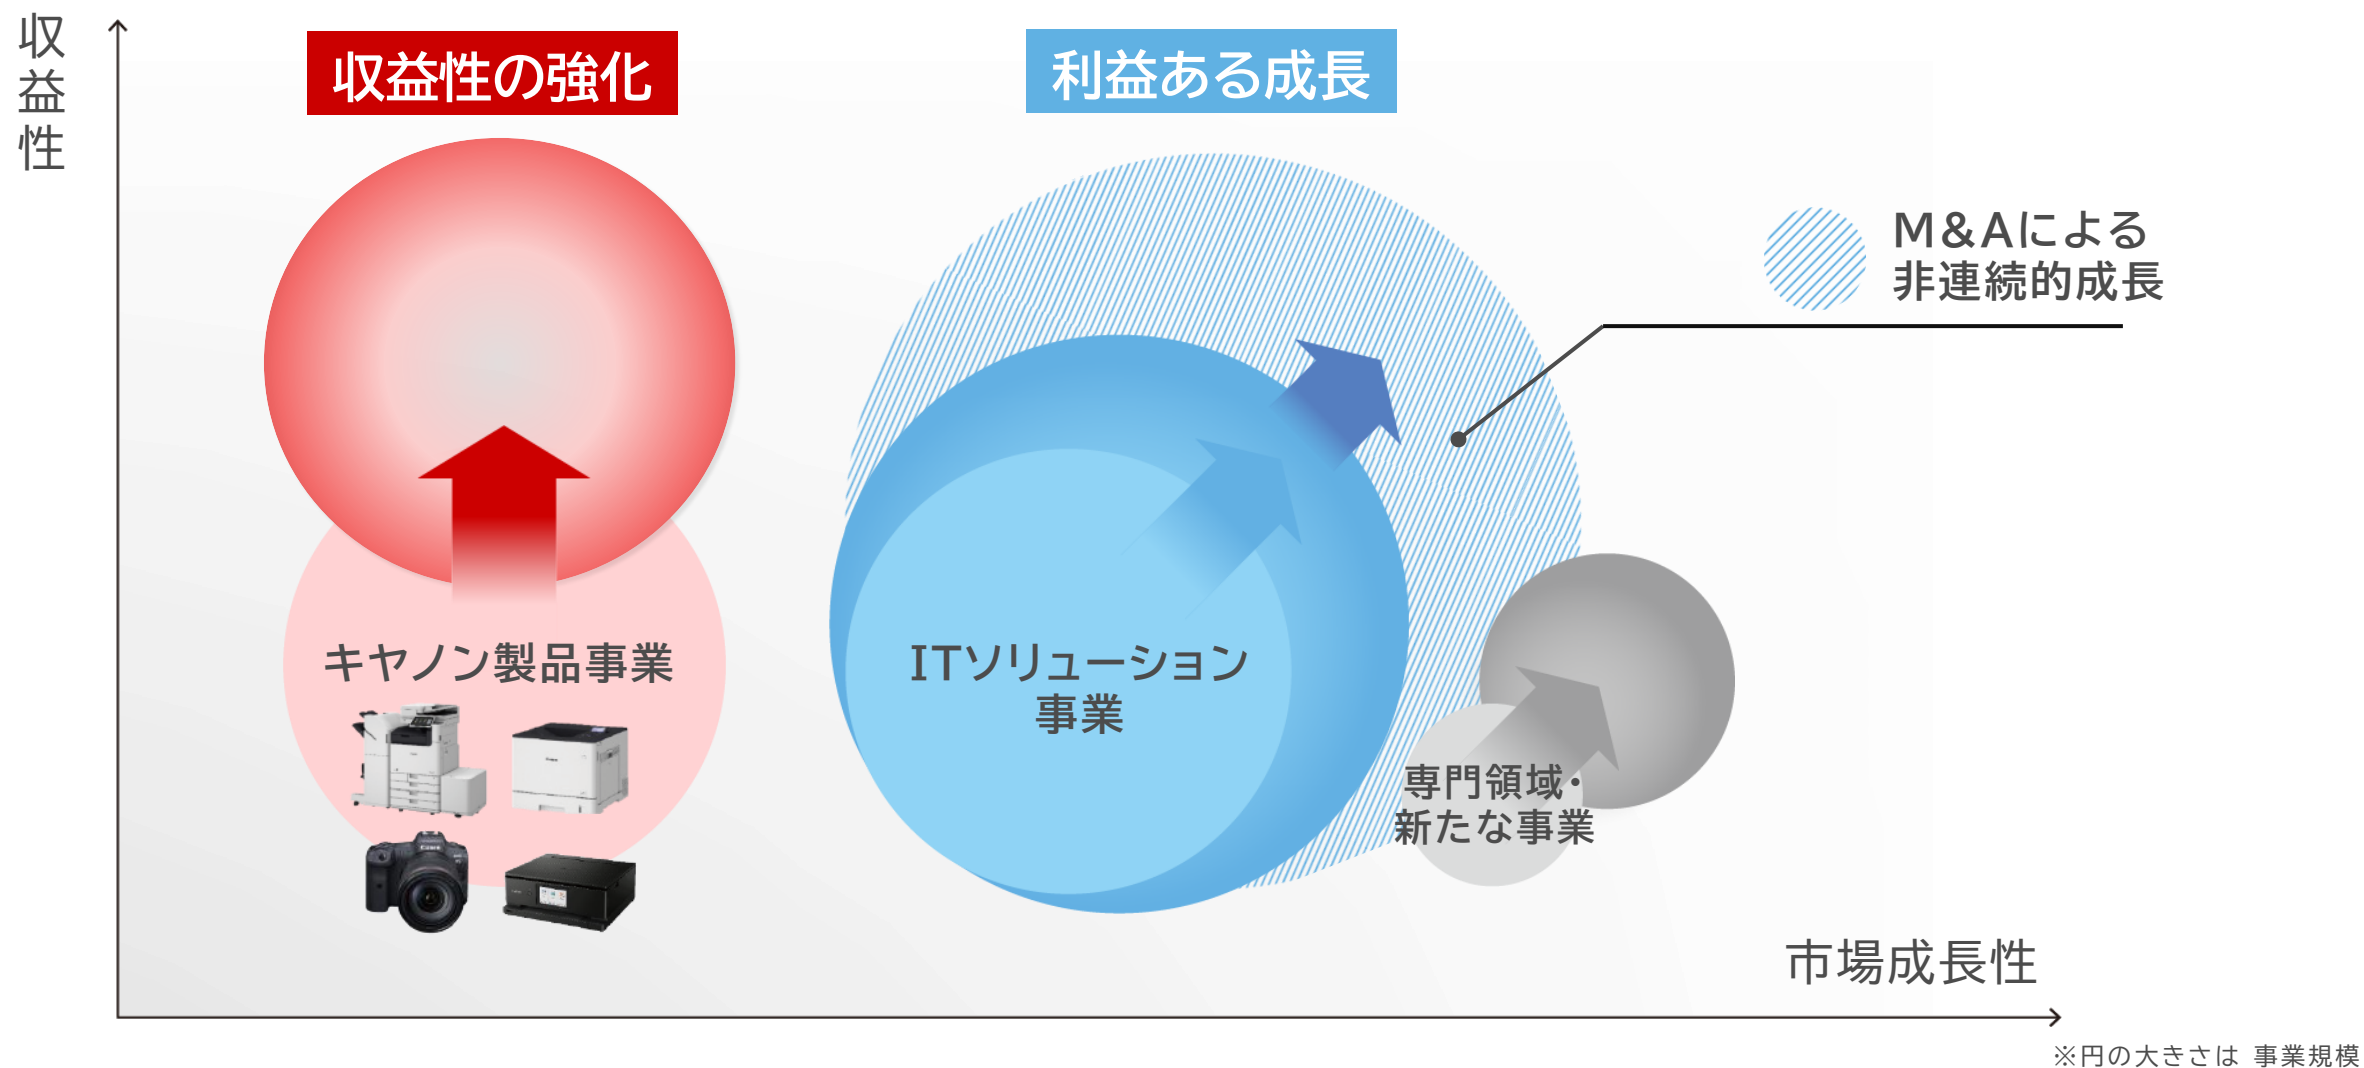 収益性
収益性の強化
利益ある成長
M&Aによる
非連続的成長
キヤノン製品事業
ITソリューション
事業
専門領域・
新たな事業
市場成長性
※円の大きさは 事業規模